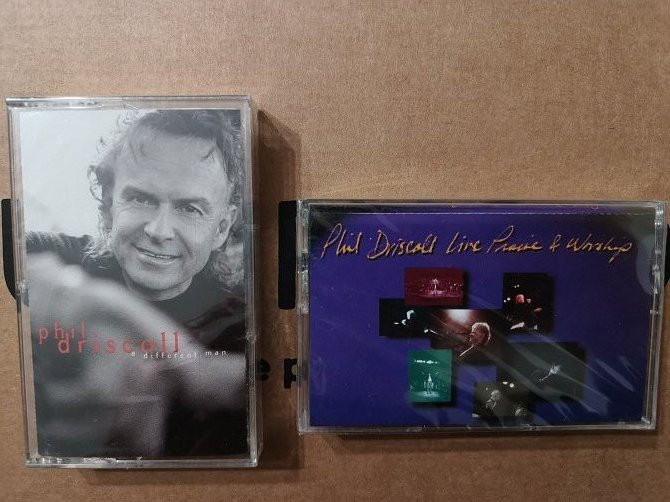 phil
driscoll
a different man
Phil Driscoll Live Praise & Worship